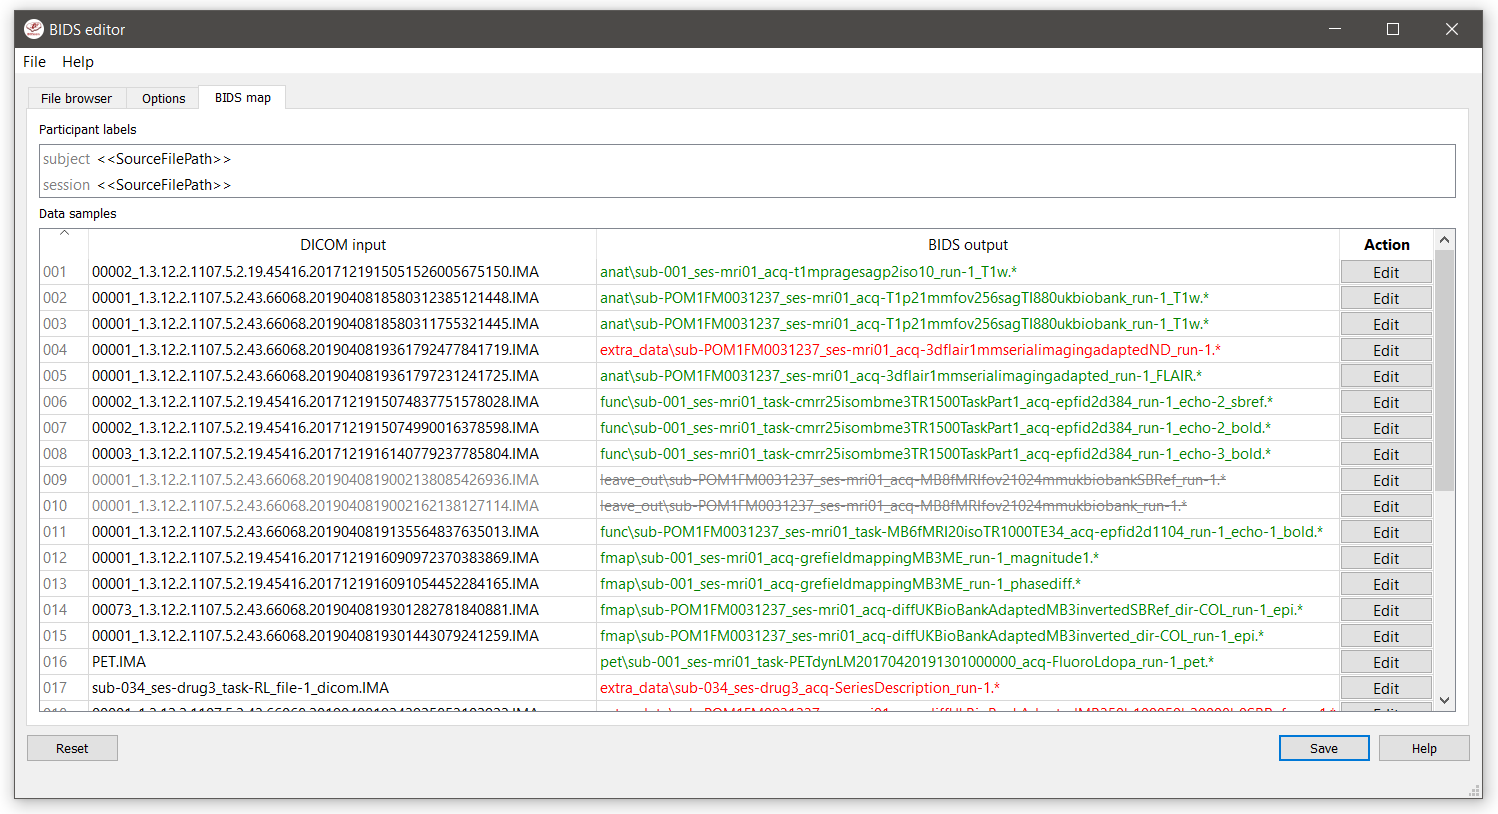 BIDS editor
File Help
File browser Options BIDS map
Participant labels
subject <<SourceFilePath>>
session <<SourceFilePath>>
Data samples
DICOM input BIDS output Action
001 00002_1.3.12.2.1107.5.2.19.45416.2017121915051526005675150.IMA anat\sub-001_ses-mri01_acq-t1mpragesagp2iso10_run-1_T1w.* Edit
002 00001_1.3.12.2.1107.5.2.43.66068.2019040818580312385121448.IMA anat\sub-POM1FM0031237_ses-mri01_acq-T1p21mmfov256sagTI880ukbiobank_run-1_T1w.* Edit
003 00001_1.3.12.2.1107.5.2.43.66068.2019040818580311755321445.IMA anat\sub-POM1FM0031237_ses-mri01_acq-T1p21mmfov256sagTI880ukbiobank_run-1_T1w.* Edit
004 00001_1.3.12.2.1107.5.2.43.66068.2019040819361792477841719.IMA extra_data\sub-POM1FM0031237_ses-mri01_acq-3dflair1mmserialimagingadaptedND_run-1.* Edit
005 00001_1.3.12.2.1107.5.2.43.66068.2019040819361797231241725.IMA anat\sub-POM1FM0031237_ses-mri01_acq-3dflair1mmserialimagingadapted_run-1_FLAIR.* Edit
006 00002_1.3.12.2.1107.5.2.19.45416.2017121915074837751578028.IMA func\sub-001_ses-mri01_task-cmrr25isombme3TR1500TaskPart1_acq-epfid2d384_run-1_echo-2_sbref.* Edit
007 00002_1.3.12.2.1107.5.2.19.45416.2017121915074990016378598.IMA func\sub-001_ses-mri01_task-cmrr25isombme3TR1500TaskPart1_acq-epfid2d384_run-1_echo-2_bold.* Edit
008 00003_1.3.12.2.1107.5.2.19.45416.2017121916140779237785804.IMA func\sub-001_ses-mri01_task-cmrr25isombme3TR1500TaskPart1_acq-epfid2d384_run-1_echo-3_bold.* Edit
009 00001_1.3.12.2.1107.5.2.43.66068.2019040819002138085426936.IMA leave_out\sub-POM1FM0031237_ses-mri01_acq-MB8fMRIfov21024mmukbiobankSBRef_run-1.* Edit
010 00001_1.3.12.2.1107.5.2.43.66068.2019040819002162138127114.IMA leave_out\sub-POM1FM0031237_ses-mri01_acq-MB8fMRIfov21024mmukbiobank_run-1.* Edit
011 00001_1.3.12.2.1107.5.2.43.66068.2019040819135564837635013.IMA func\sub-POM1FM0031237_ses-mri01_task-MB6fMRI20isoTR1000TE34_acq-epfid2d1104_run-1_echo-1_bold.* Edit
012 00001_1.3.12.2.1107.5.2.19.45416.2017121916090972370383869.IMA fmap\sub-001_ses-mri01_acq-grefieldmappingMB3ME_run-1_magnitude1.* Edit
013 00001_1.3.12.2.1107.5.2.19.45416.2017121916091054452284165.IMA fmap\sub-001_ses-mri01_acq-grefieldmappingMB3ME_run-1_phasediff.* Edit
014 00073_1.3.12.2.1107.5.2.43.66068.2019040819301282781840881.IMA fmap\sub-POM1FM0031237_ses-mri01_acq-diffUKBioBankAdaptedMB3invertedSBRef_dir-COL_run-1_epi.* Edit
015 00001_1.3.12.2.1107.5.2.43.66068.2019040819301443079241259.IMA fmap\sub-POM1FM0031237_ses-mri01_acq-diffUKBioBankAdaptedMB3inverted_dir-COL_run-1_epi.* Edit
016 PET.IMA pet\sub-001_ses-mri01_task-PETdynLM20170420191301000000_acq-FluoroLdopa_run-1_pet.* Edit
017 sub-034_ses-drug3_task-RL_file-1_dicom.IMA extra_data\sub-034_ses-drug3_acq-SeriesDescription_run-1.* Edit
Reset Save Help